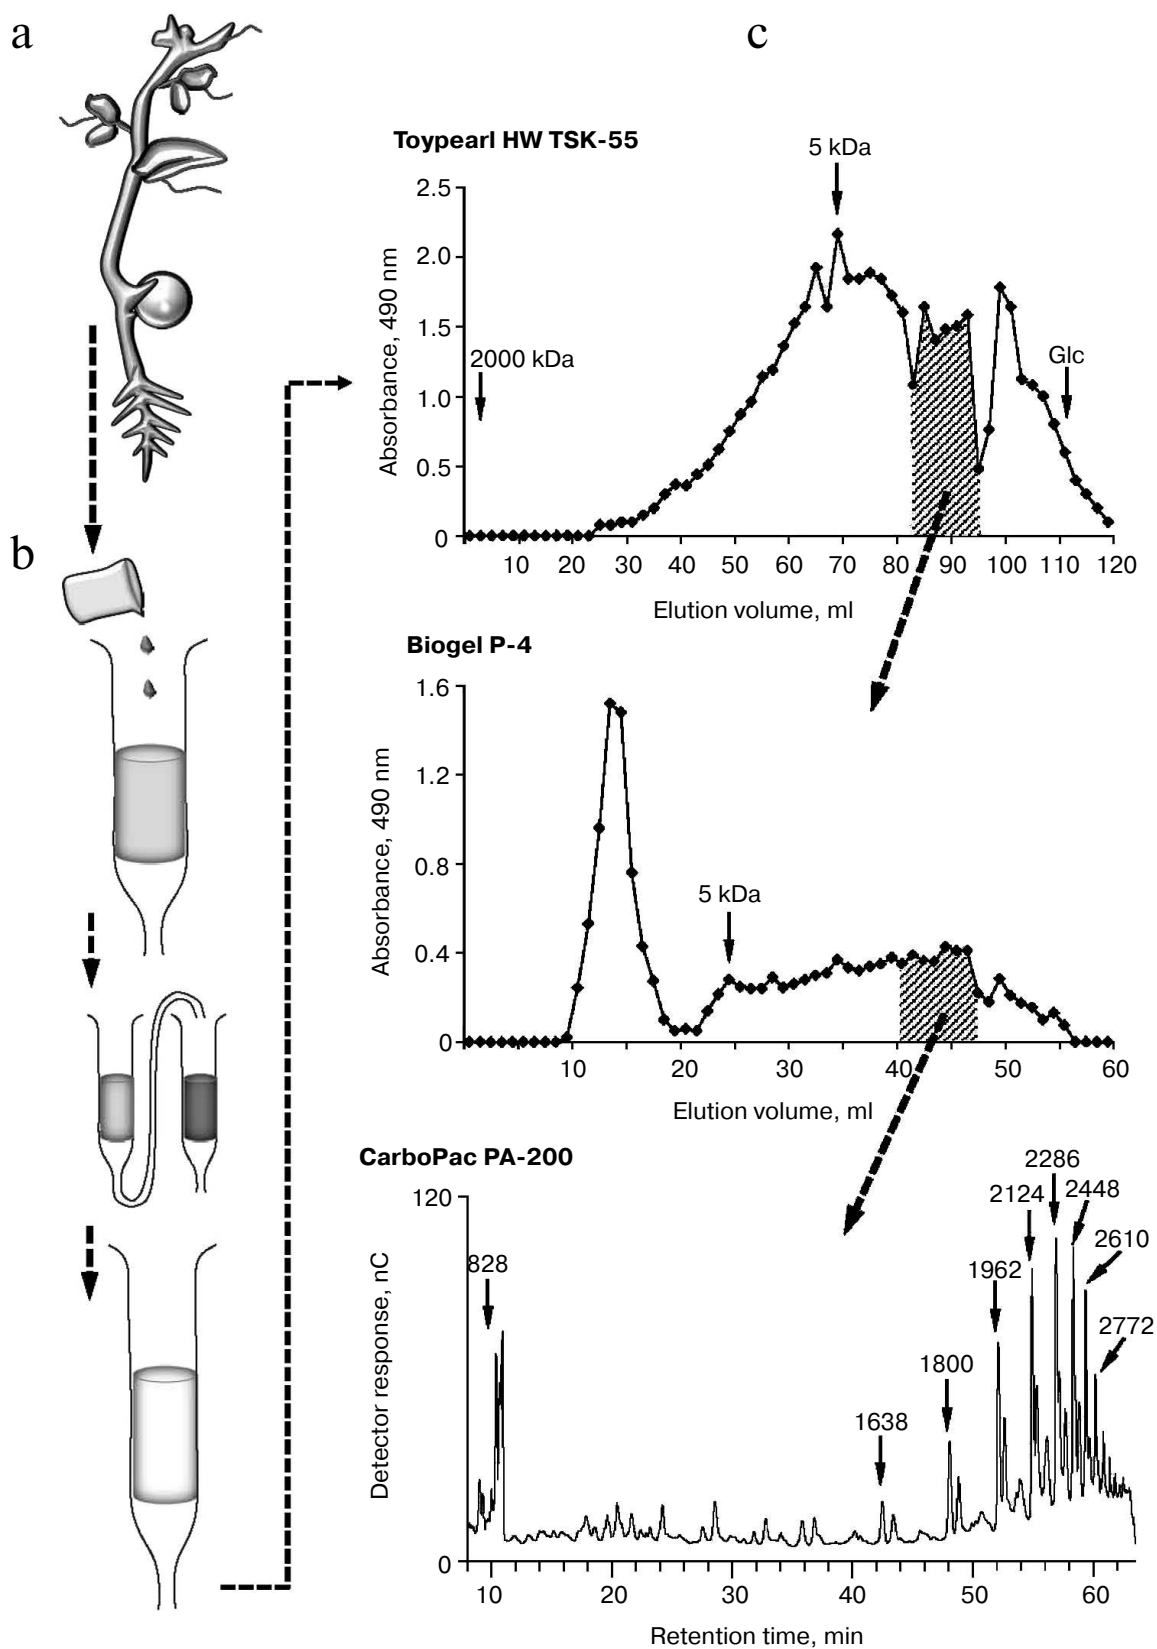 a
b
c
Toypearl HW TSK-55
5 kDa
2000 kDa
Glc
Absorbance, 490 nm
2.5
2.0
1.5
1.0
0.5
0
10 20 30 40 50 60 70 80 90 100 110 120
Elution volume, ml
Biogel P-4
5 kDa
Absorbance, 490 nm
1.6
1.2
0.8
0.4
0
10 20 30 40 50 60
Elution volume, ml
CarboPac PA-200
Detector response, nC
120
0
828
1638
1800
1962
2124
2286
2448
2610
2772
10 20 30 40 50 60
Retention time, min